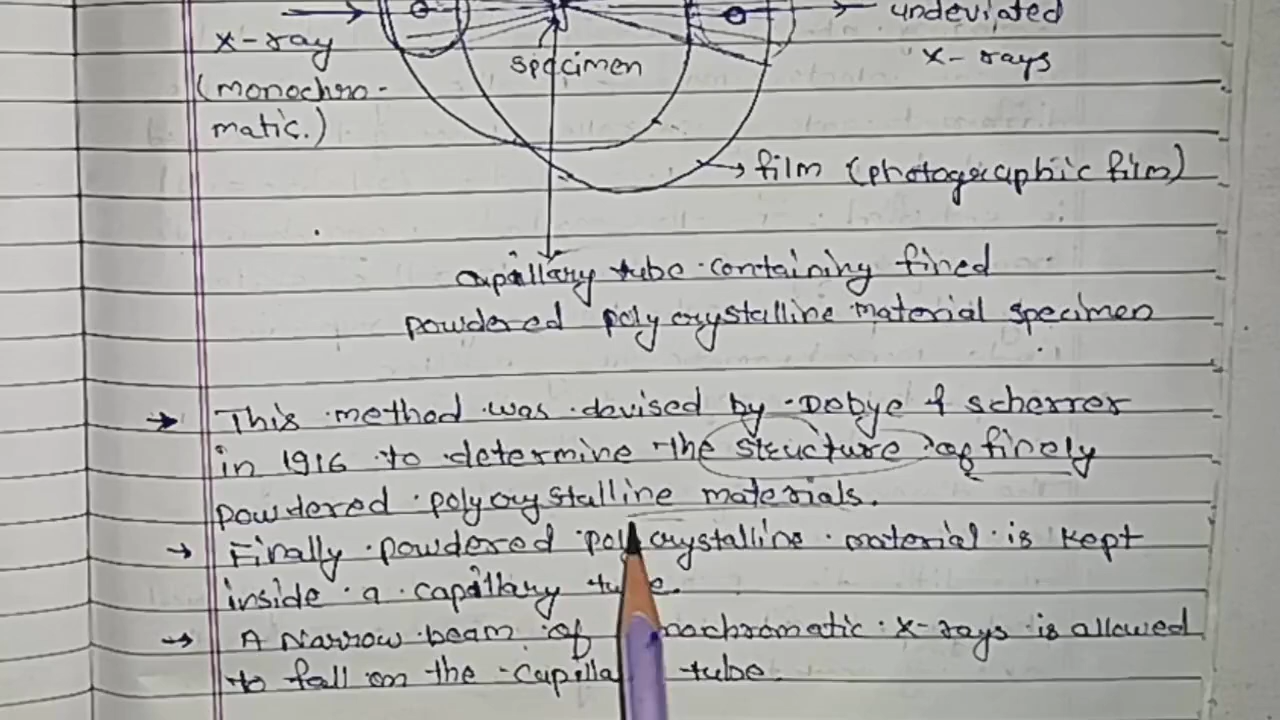 undeviated
x-rays
x-ray
(monochro-
matic.)
specimen
film (photographic film)
capillary tube containing fined
powdered polycrystalline material specimen
→ This method was devised by Debye & scherrer
in 1916 to determine the structure of finely
powdered polycrystalline materials.
→ Finally powdered polycrystalline material is kept
inside a capillary tube.
→ A Narrow beam of monochromatic x-rays is allowed
to fall on the capillary tube.